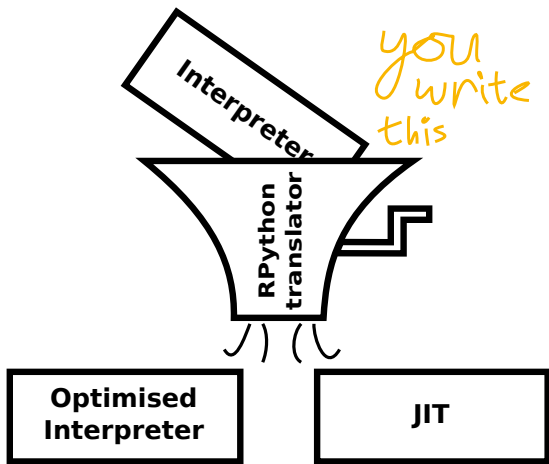 you
write
this
Interpreter
RPython
translator
Optimised
Interpreter
JIT